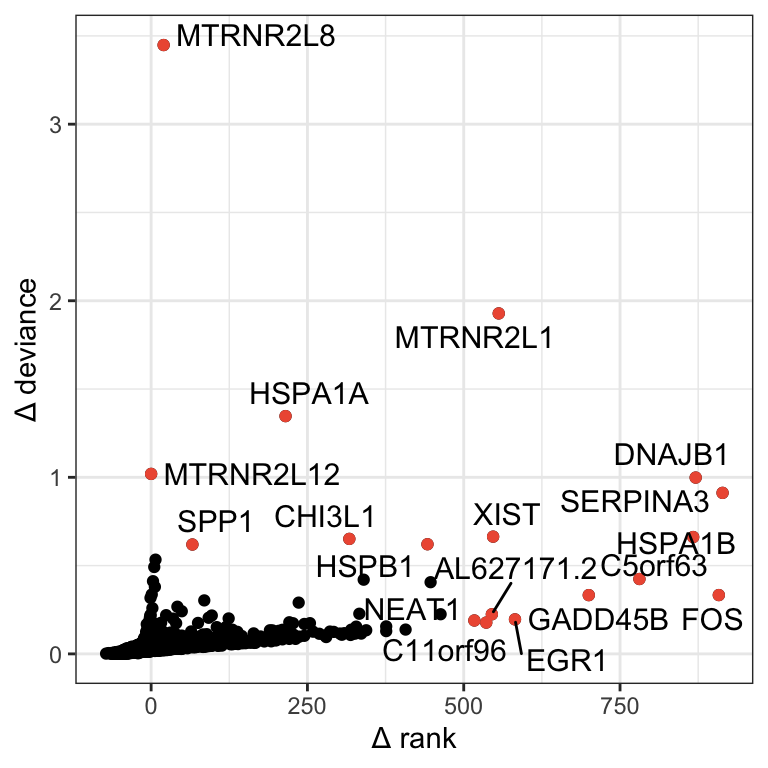 MTRNR2L8
3
2
MTRNR2L1
HSPA1A
DNAJB1
1
MTRNR2L12
SERPINA3
SPP1
CHI3L1
XIST
HSPA1B
HSPB1
AL627171.2
C5orf63
NEAT1
GADD45B
FOS
C11orf96
EGR1
0
0
250
500
750
Δ rank
Δ deviance